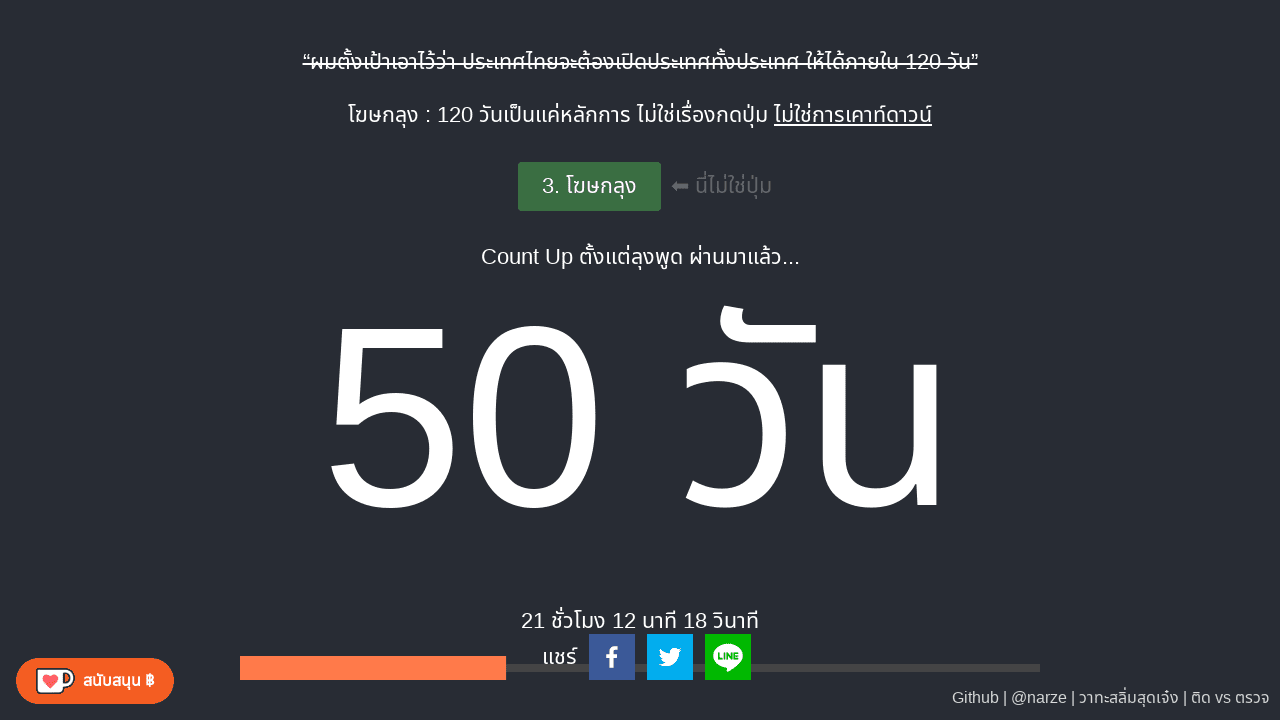 “ผมตั้งเป้าเอาไว้ว่า ประเทศไทยจะต้องเปิดประเทศทั้งประเทศ ให้ได้ภายใน 120 วัน”
โฆษกลุง : 120 วันเป็นแค่หลักการ ไม่ใช่เรื่องกดปุ่ม ไม่ใช่การเคาท์ดาวน์
3. โฆษกลุง ⬅ นี่ไม่ใช่ปุ่ม
Count Up ตั้งแต่ลุงพูด ผ่านมาแล้ว...
50 วัน
21 ชั่วโมง 12 นาที 18 วินาที
แชร์
LINE
สนับสนุน ฿
Github | @narze | วาทะสลิ่มสุดเจ๋ง | ติด vs ตรวจ